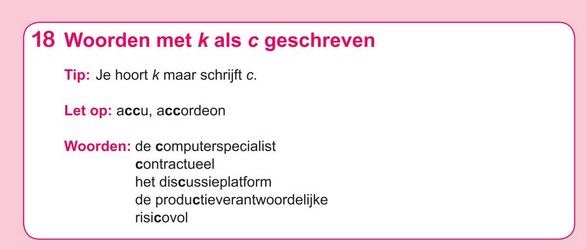 18 Woorden met k als c geschreven
Tip: Je hoort k maar schrijft c.
Let op: accu, accordeon
Woorden: de computerspecialist
contractueel
het discussieplatform
de productieverantwoordelijke
risicovol